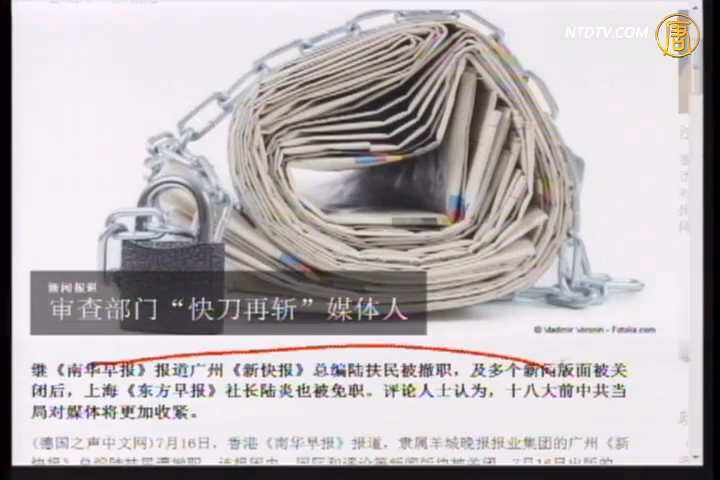 NTDTV.COM
新闻报道
审查部门“快刀再斩”媒体人
© Vladimir Voronin - Fotolia.com
继《南华早报》报道广州《新快报》总编陆扶民被撤职，及多个新闻版面被关
闭后，上海《东方早报》社长陆炎也被免职。评论人士认为，十八大前中共当
局对媒体将更加收紧。
(德国之声中文网)7月16日，香港《南华早报》报道，隶属羊城晚报报业集团的广州《新